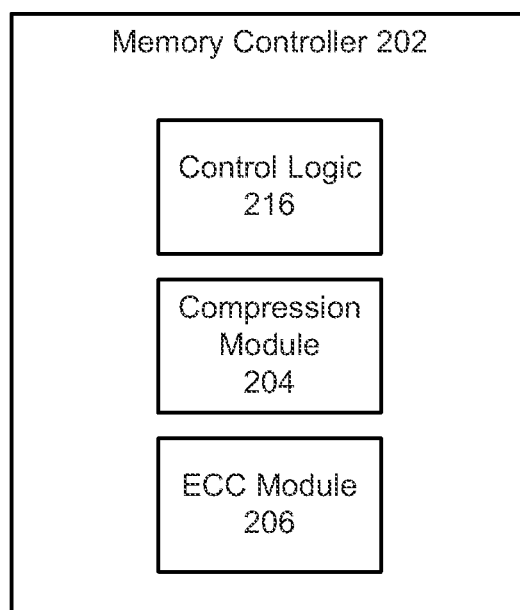 Memory Controller 202
Control Logic
216
Compression
Module
204
ECC Module
206